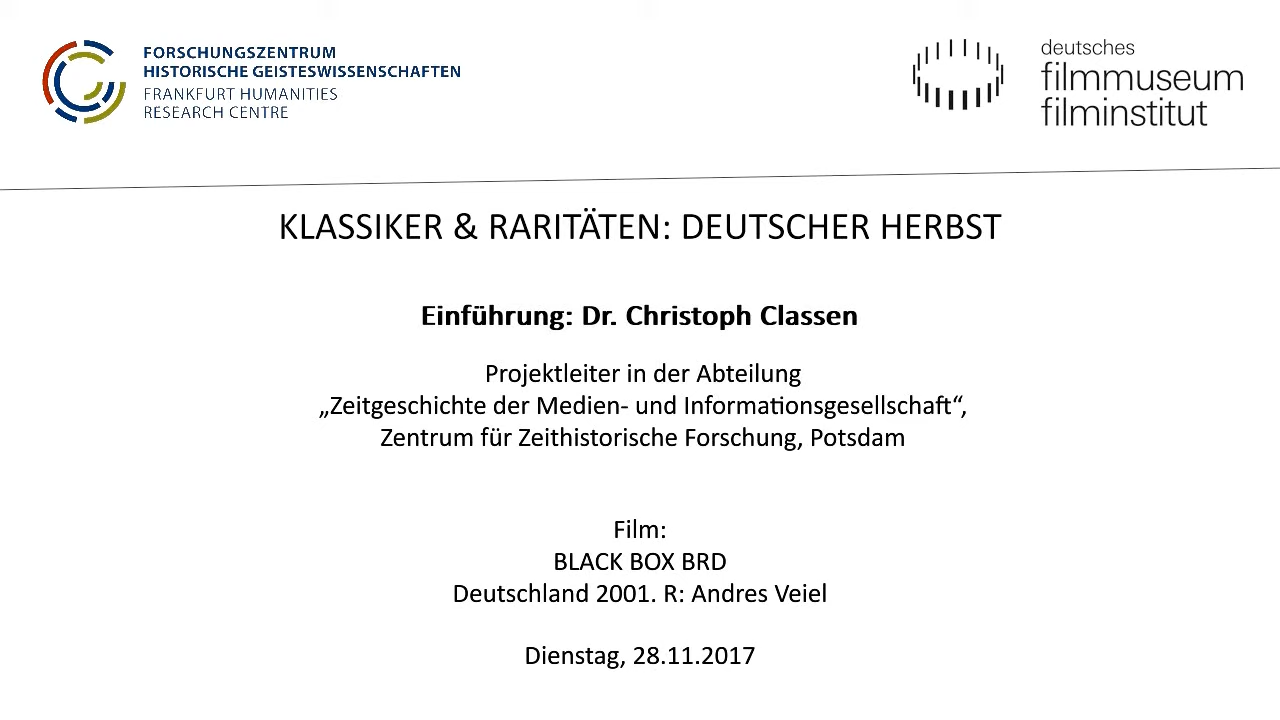 FORSCHUNGSZENTRUM
HISTORISCHE GEISTESWISSENSCHAFTEN
FRANKFURT HUMANITIES
RESEARCH CENTRE
deutsches
filmmuseum
filminstitut
KLASSIKER & RARITÄTEN: DEUTSCHER HERBST
Einführung: Dr. Christoph Classen
Projektleiter in der Abteilung
„Zeitgeschichte der Medien- und Informationsgesellschaft“,
Zentrum für Zeithistorische Forschung, Potsdam
Film:
BLACK BOX BRD
Deutschland 2001. R: Andres Veiel
Dienstag, 28.11.2017